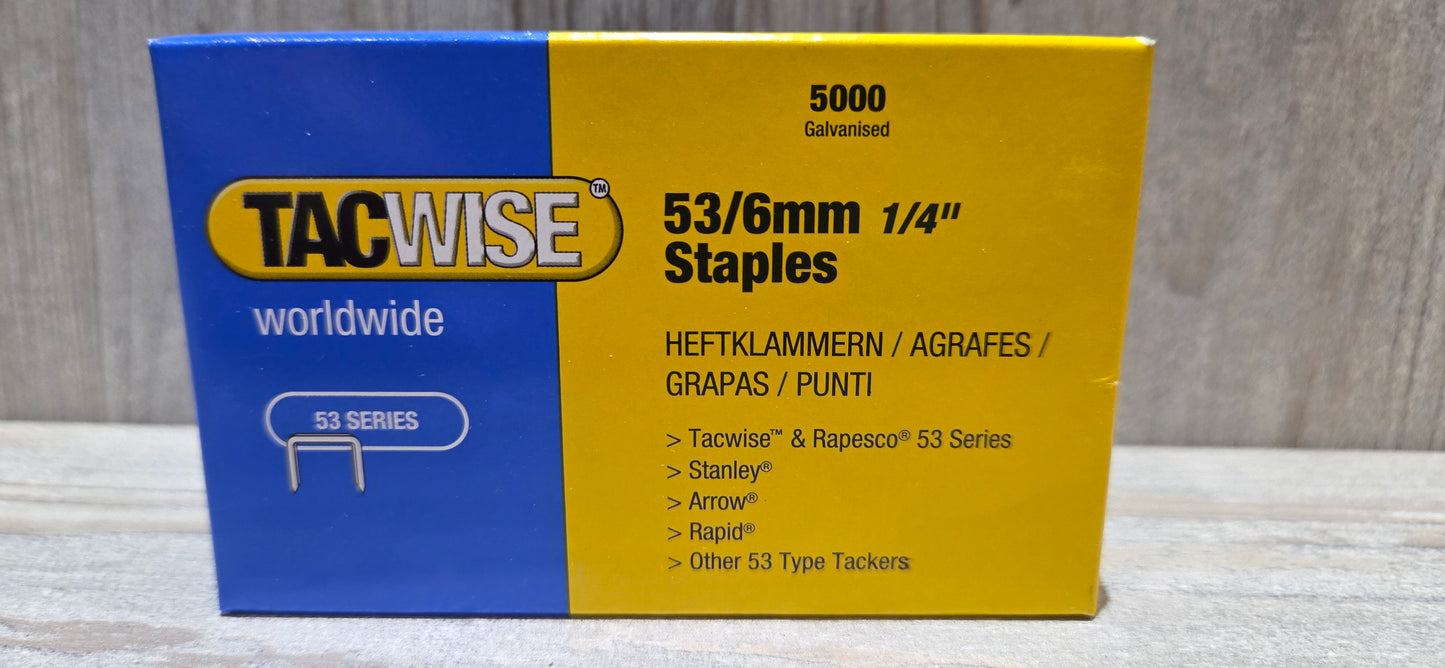 5000
Galvanised
TACWISE™
worldwide
53 SERIES
53/6mm 1/4"
Staples
HEFTKLAMMERN / AGRAFES /
GRAPAS / PUNTI
> Tacwise™ & Rapesco® 53 Series
> Stanley®
> Arrow®
> Rapid®
> Other 53 Type Tackers